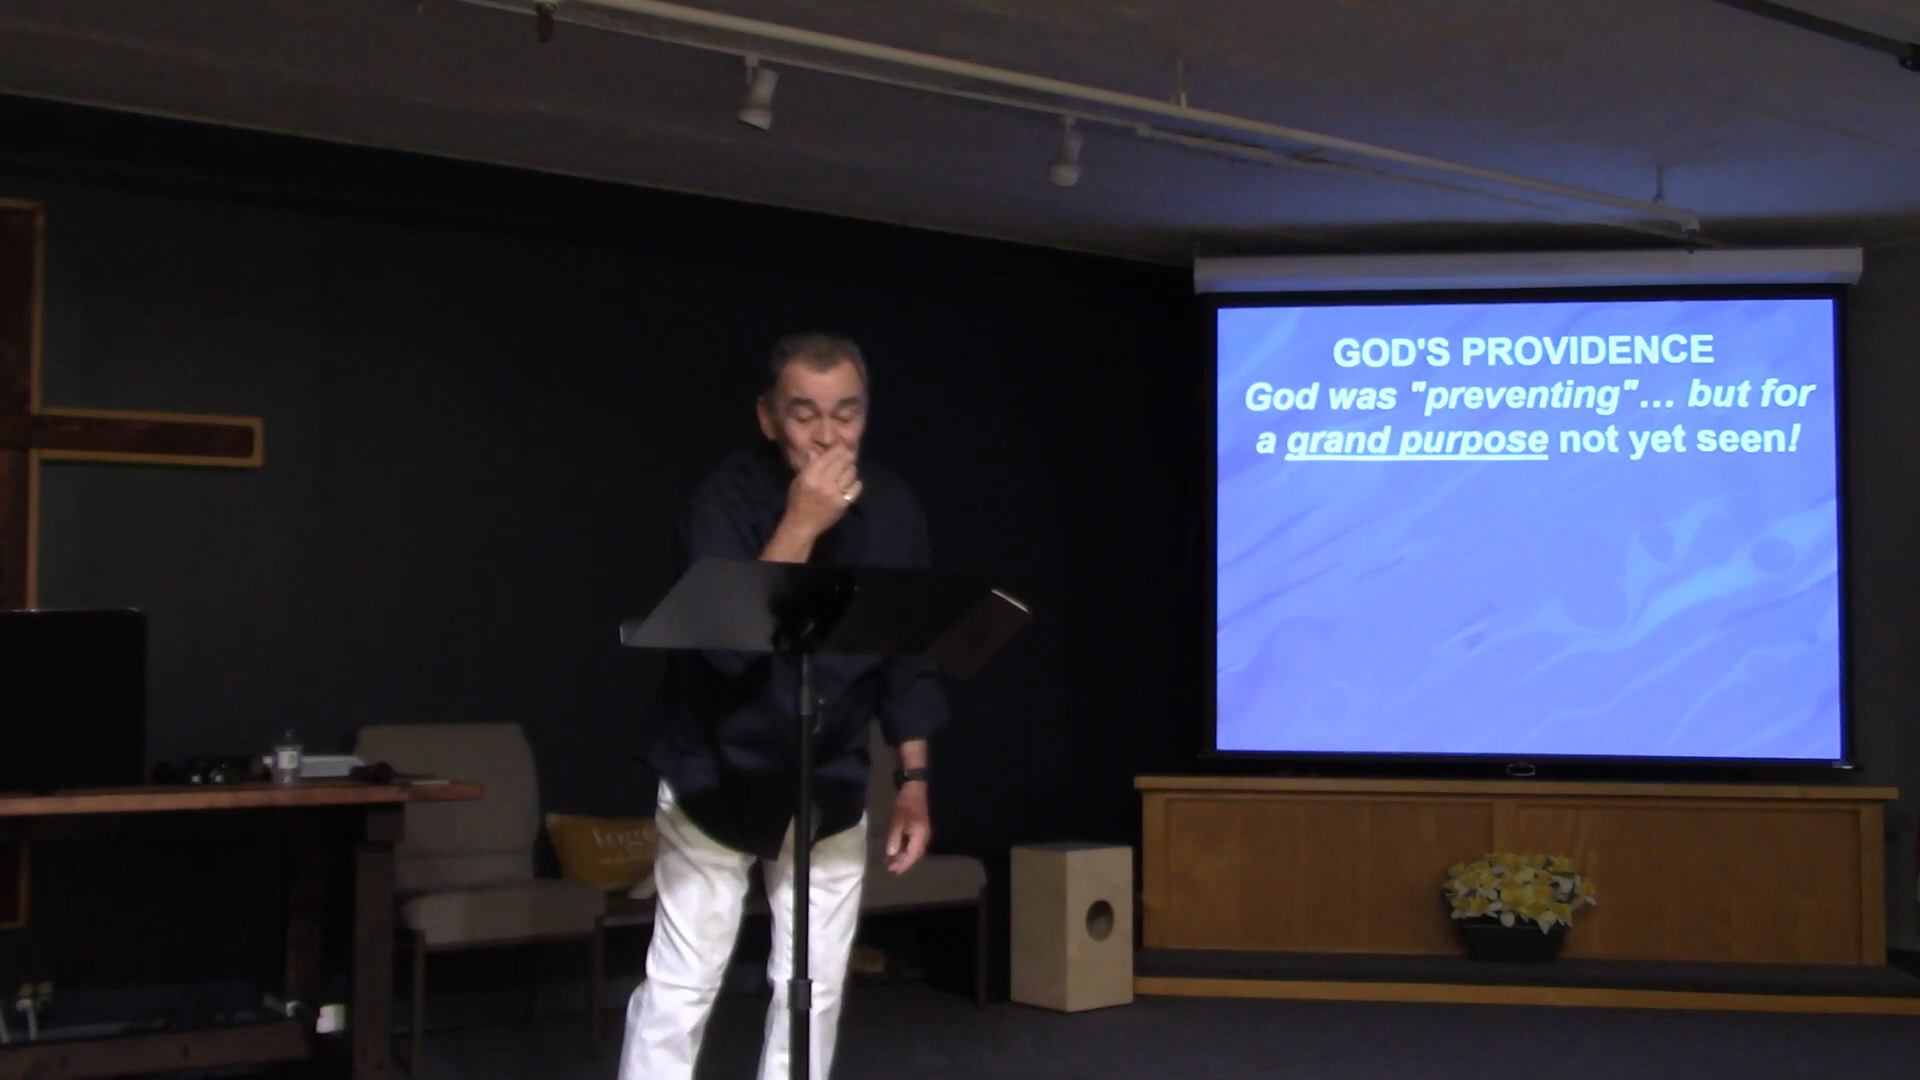 GOD'S PROVIDENCE
God was "preventing"... but for
a grand purpose not yet seen!